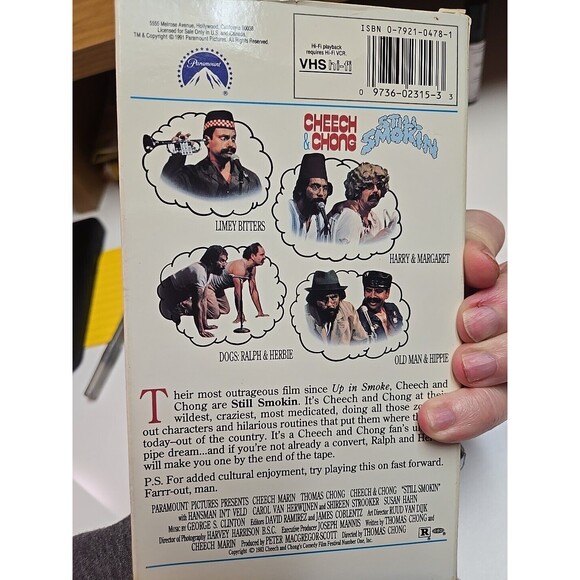 5555 Melrose Avenue, Hollywood, California 90038
Licensed for Sale Only in U.S. and Canada.
TM & Copyright © 1991 Paramount Pictures. All Rights Reserved.
Paramount
Hi-Fi playback
requires Hi-Fi VCR.
VHS hi-fi
ISBN 0-7921-0478-1
0 9736-02315-3 3
CHEECH
& CHONG
STILL
SMOKIN
LIMEY BITTERS
HARRY & MARGARET
DOGS: RALPH & HERBIE
OLD MAN & HIPPIE
Their most outrageous film since Up in Smoke, Cheech and
Chong are Still Smokin. It's Cheech and Chong at their
wildest, craziest, most medicated, doing all those
out characters and hilarious routines that put them where th
today–out of the country. It's a Cheech and Chong fan's
pipe dream...and if you're not already a convert, Ralph and
will make you one by the end of the tape.
P.S. For added cultural enjoyment, try playing this on fast forward.
Farrr-out, man.
PARAMOUNT PICTURES PRESENTS CHEECH MARIN THOMAS CHONG CHEECH & CHONG "STILL SMOKIN"
with HANSMAN IN'T VELD CAROL VAN HERWIJNEN and SHIREEN STROOKER SUSAN HAHN
Music by GEORGE S. CLINTON Editors DAVID RAMIREZ and JAMES COBLENTZ Art Director RUUD VAN DIJK
Director of Photography HARVEY HARRISON B.S.C. Executive Producer JOSEPH MANNIS Written by THOMAS CHONG and
CHEECH MARIN Produced by PETER MACGREGOR-SCOTT Directed by THOMAS CHONG
Copyright © 1983 Cheech and Chong's Comedy Film Festival Number One, Inc.
R